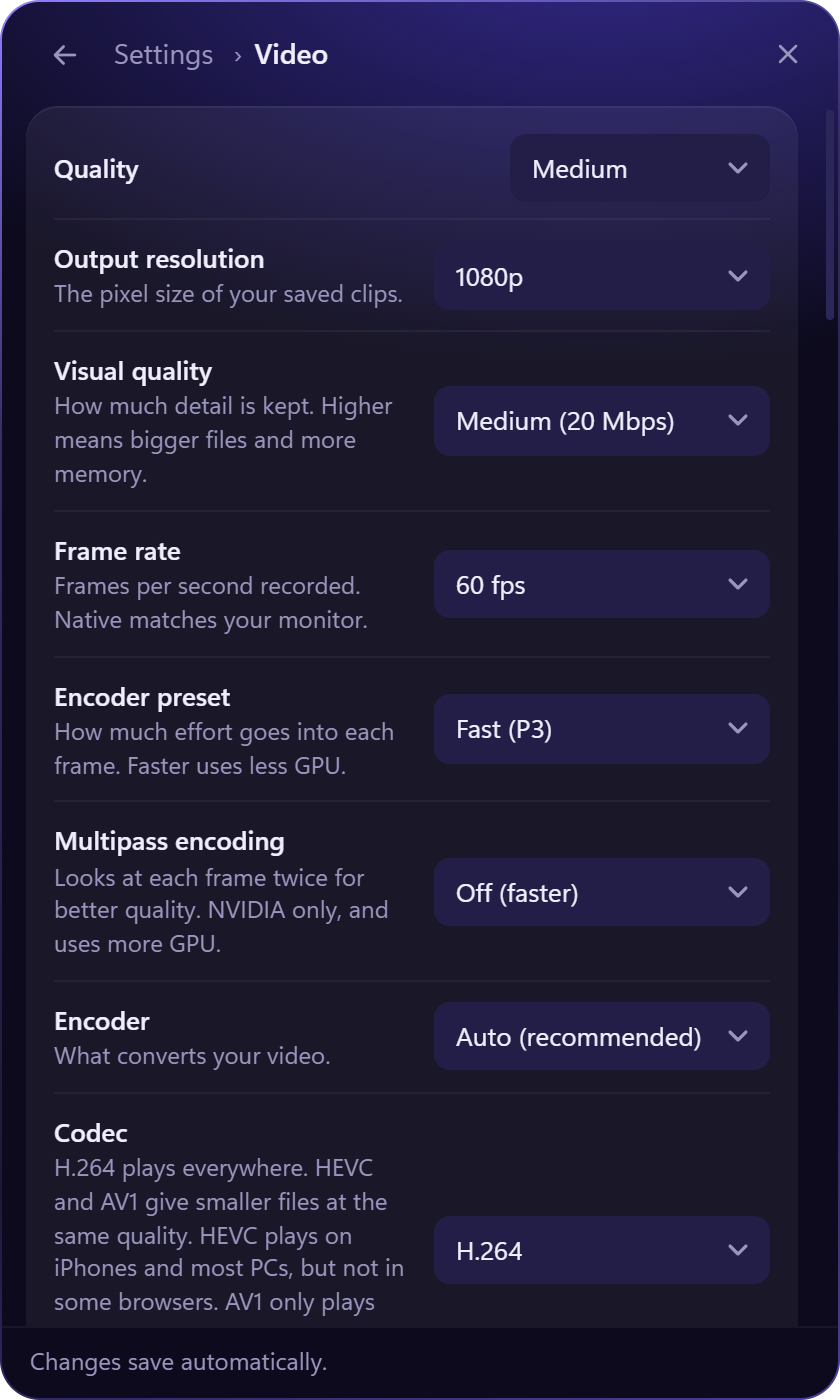 Settings › Video
Quality
Medium
Output resolution
The pixel size of your saved clips.
1080p
Visual quality
How much detail is kept. Higher
means bigger files and more
memory.
Medium (20 Mbps)
Frame rate
Frames per second recorded.
Native matches your monitor.
60 fps
Encoder preset
How much effort goes into each
frame. Faster uses less GPU.
Fast (P3)
Multipass encoding
Looks at each frame twice for
better quality. NVIDIA only, and
uses more GPU.
Off (faster)
Encoder
What converts your video.
Auto (recommended)
Codec
H.264 plays everywhere. HEVC
and AV1 give smaller files at the
same quality. HEVC plays on
iPhones and most PCs, but not in
some browsers. AV1 only plays
H.264
Changes save automatically.